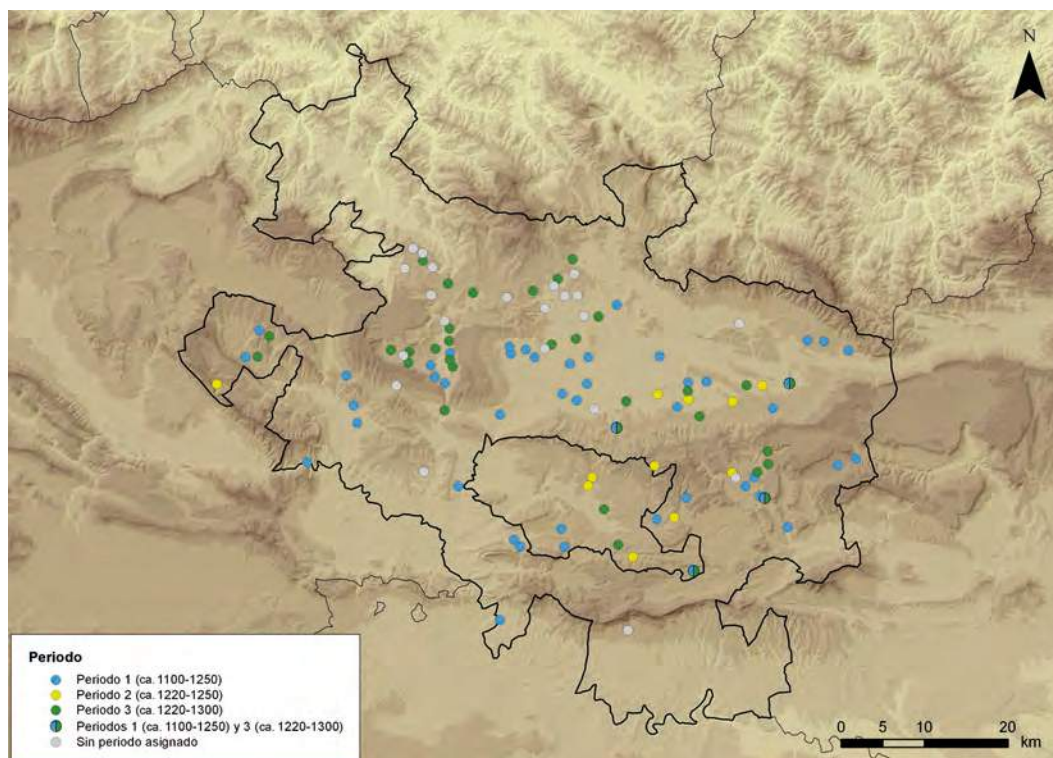 N
Periodo
Periodo 1 (ca. 1100-1250)
Periodo 2 (ca. 1220-1250)
Periodo 3 (ca. 1220-1300)
Periodos 1 (ca. 1100-1250) y 3 (ca. 1220-1300)
Sin periodo asignado
0 5 10 20
km